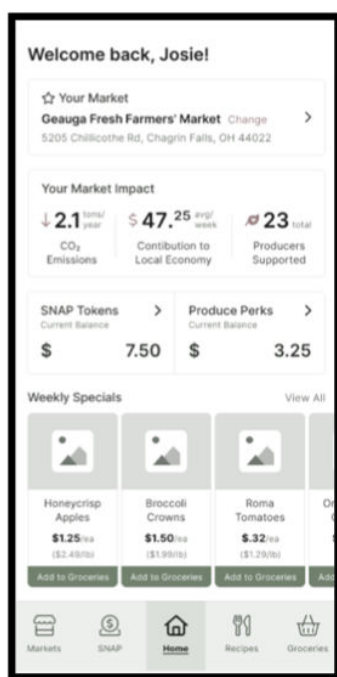 Welcome back, Josie!
Your Market
Geauga Fresh Farmers' Market Change
5205 Chillicothe Rd, Chagrin Falls, OH 44022
Your Market Impact
2.1 tons/year
$47.25 avg/week
23 total
CO₂ Emissions
Contibution to Local Economy
Producers Supported
SNAP Tokens
Current Balance
$ 7.50
Produce Perks
Current Balance
$ 3.25
Weekly Specials View All
Honeycrisp Apples
$1.25/ea
($2.49/lb)
Add to Groceries
Broccoli Crowns
$1.50/ea
($1.99/lb)
Add to Groceries
Roma Tomatoes
$.32/ea
($1.29/lb)
Add to Groceries
Add
Markets SNAP Home Recipes Groceries